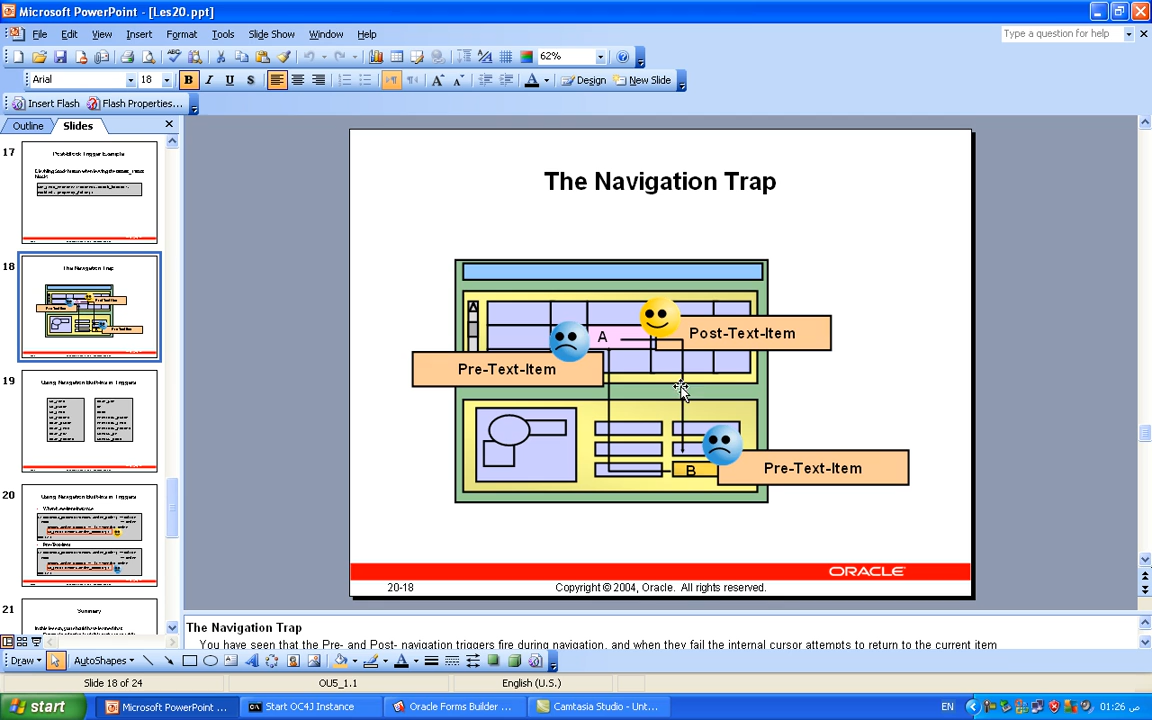 Microsoft PowerPoint - [Les20.ppt]
File Edit View Insert Format Tools Slide Show Window Help
Type a question for help
62%
Arial 18 B I U S A A A Design New Slide
Insert Flash Flash Properties...
Outline Slides
17
18
The Navigation Trap
19
Using Navigation Built-ins in Triggers
20
Using Navigation Built-ins in Triggers
21
Summary
The Navigation Trap
A
Post-Text-Item
Pre-Text-Item
B
Pre-Text-Item
ORACLE
20-18 Copyright © 2004, Oracle. All rights reserved.
The Navigation Trap
You have seen that the Pre- and Post- navigation triggers fire during navigation, and when they fail the internal cursor attempts to return to the current item
Draw AutoShapes
Slide 18 of 24 OU5_1.1 English (U.S.)
start Microsoft PowerPoint ... Start OC4J Instance Oracle Forms Builder ... Camtasia Studio - Unt... EN 01:26 ص